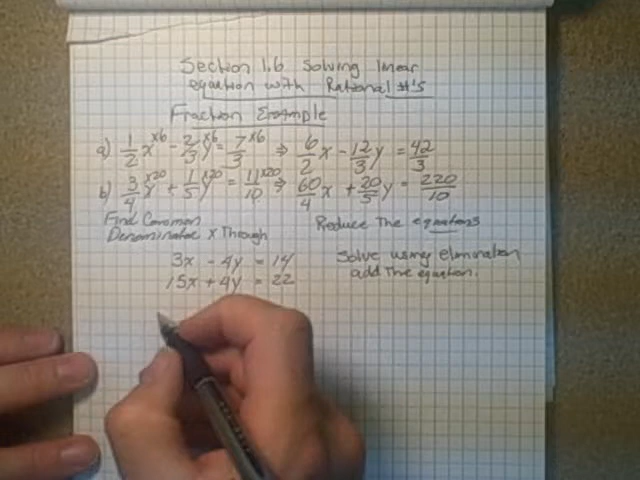 Section 1.6 Solving linear
equation with Rational #'s
Fraction Example
a) 1/2 x ˣ⁶ - 2/3 y ˣ⁶ = 7/3 ˣ⁶ ⇒ 6/2 x - 12/3 y = 42/3
b) 3/4 x ˣ²⁰ + 1/5 y ˣ²⁰ = 11/10 ˣ²⁰ ⇒ 60/4 x + 20/5 y = 220/10
Find Common
Denominator x Through
Reduce The equations
3x - 4y = 14
15x + 4y = 22
Solve using elimination
add The equation.